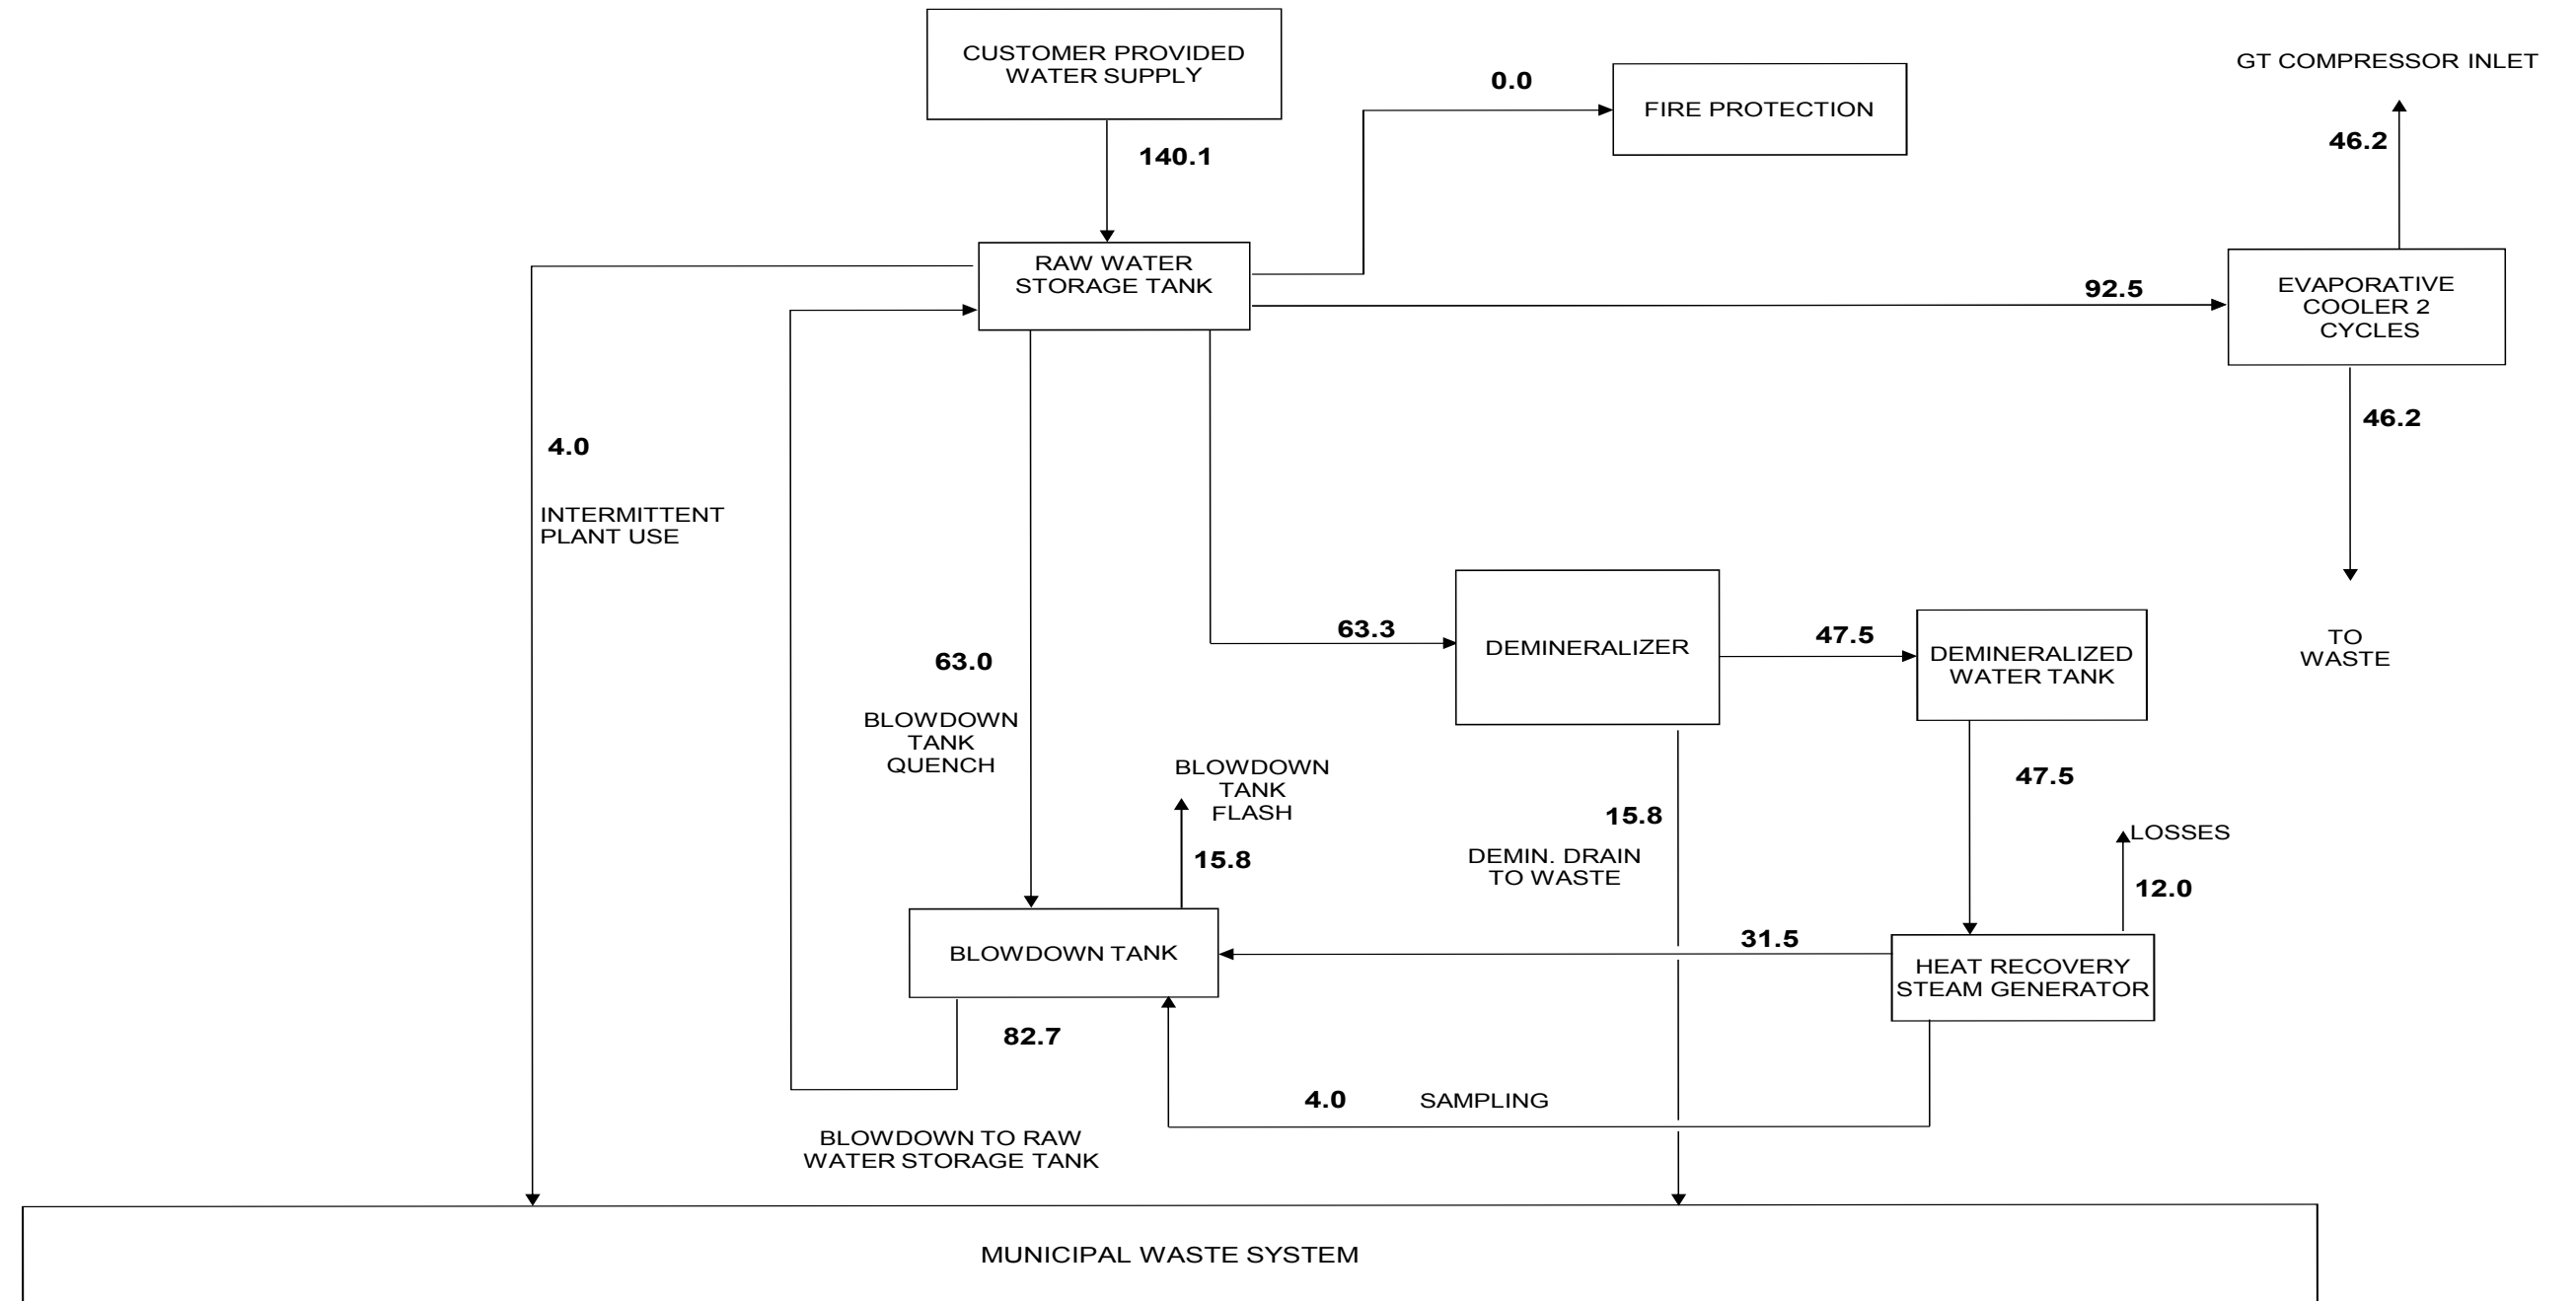 CUSTOMER PROVIDED
WATER SUPPLY
140.1
0.0
FIRE PROTECTION
GT COMPRESSOR INLET
46.2
RAW WATER
STORAGE TANK
92.5
EVAPORATIVE
COOLER 2
CYCLES
46.2
TO
WASTE
4.0
INTERMITTENT
PLANT USE
63.0
BLOWDOWN
TANK
QUENCH
63.3
DEMINERALIZER
47.5
DEMINERALIZED
WATER TANK
47.5
BLOWDOWN
TANK
FLASH
15.8
15.8
DEMIN. DRAIN
TO WASTE
LOSSES
12.0
BLOWDOWN TANK
31.5
HEAT RECOVERY
STEAM GENERATOR
82.7
4.0 SAMPLING
BLOWDOWN TO RAW
WATER STORAGE TANK
MUNICIPAL WASTE SYSTEM